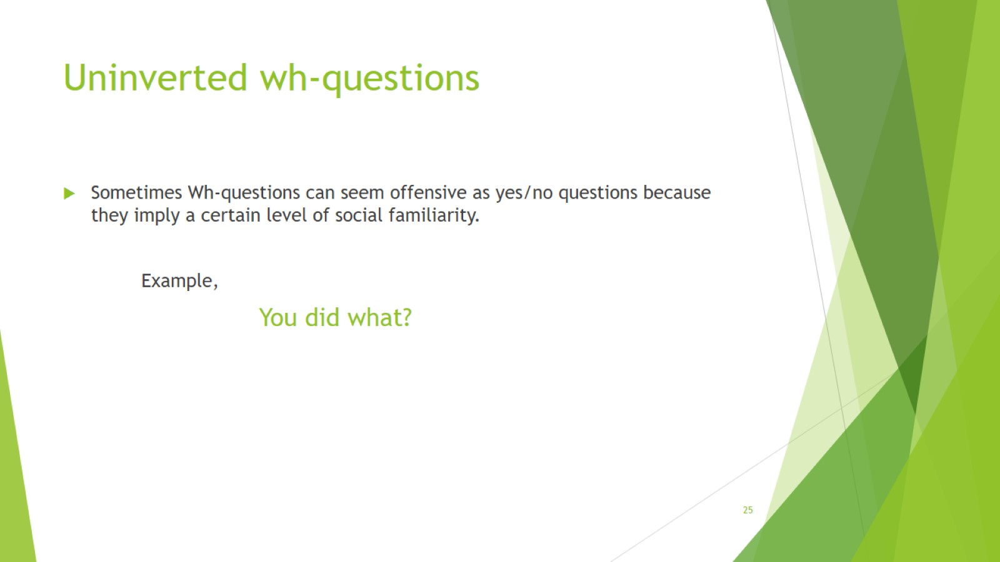 Uninverted wh-questions
Sometimes Wh-questions can seem offensive as yes/no questions because
they imply a certain level of social familiarity.
Example,
You did what?
25